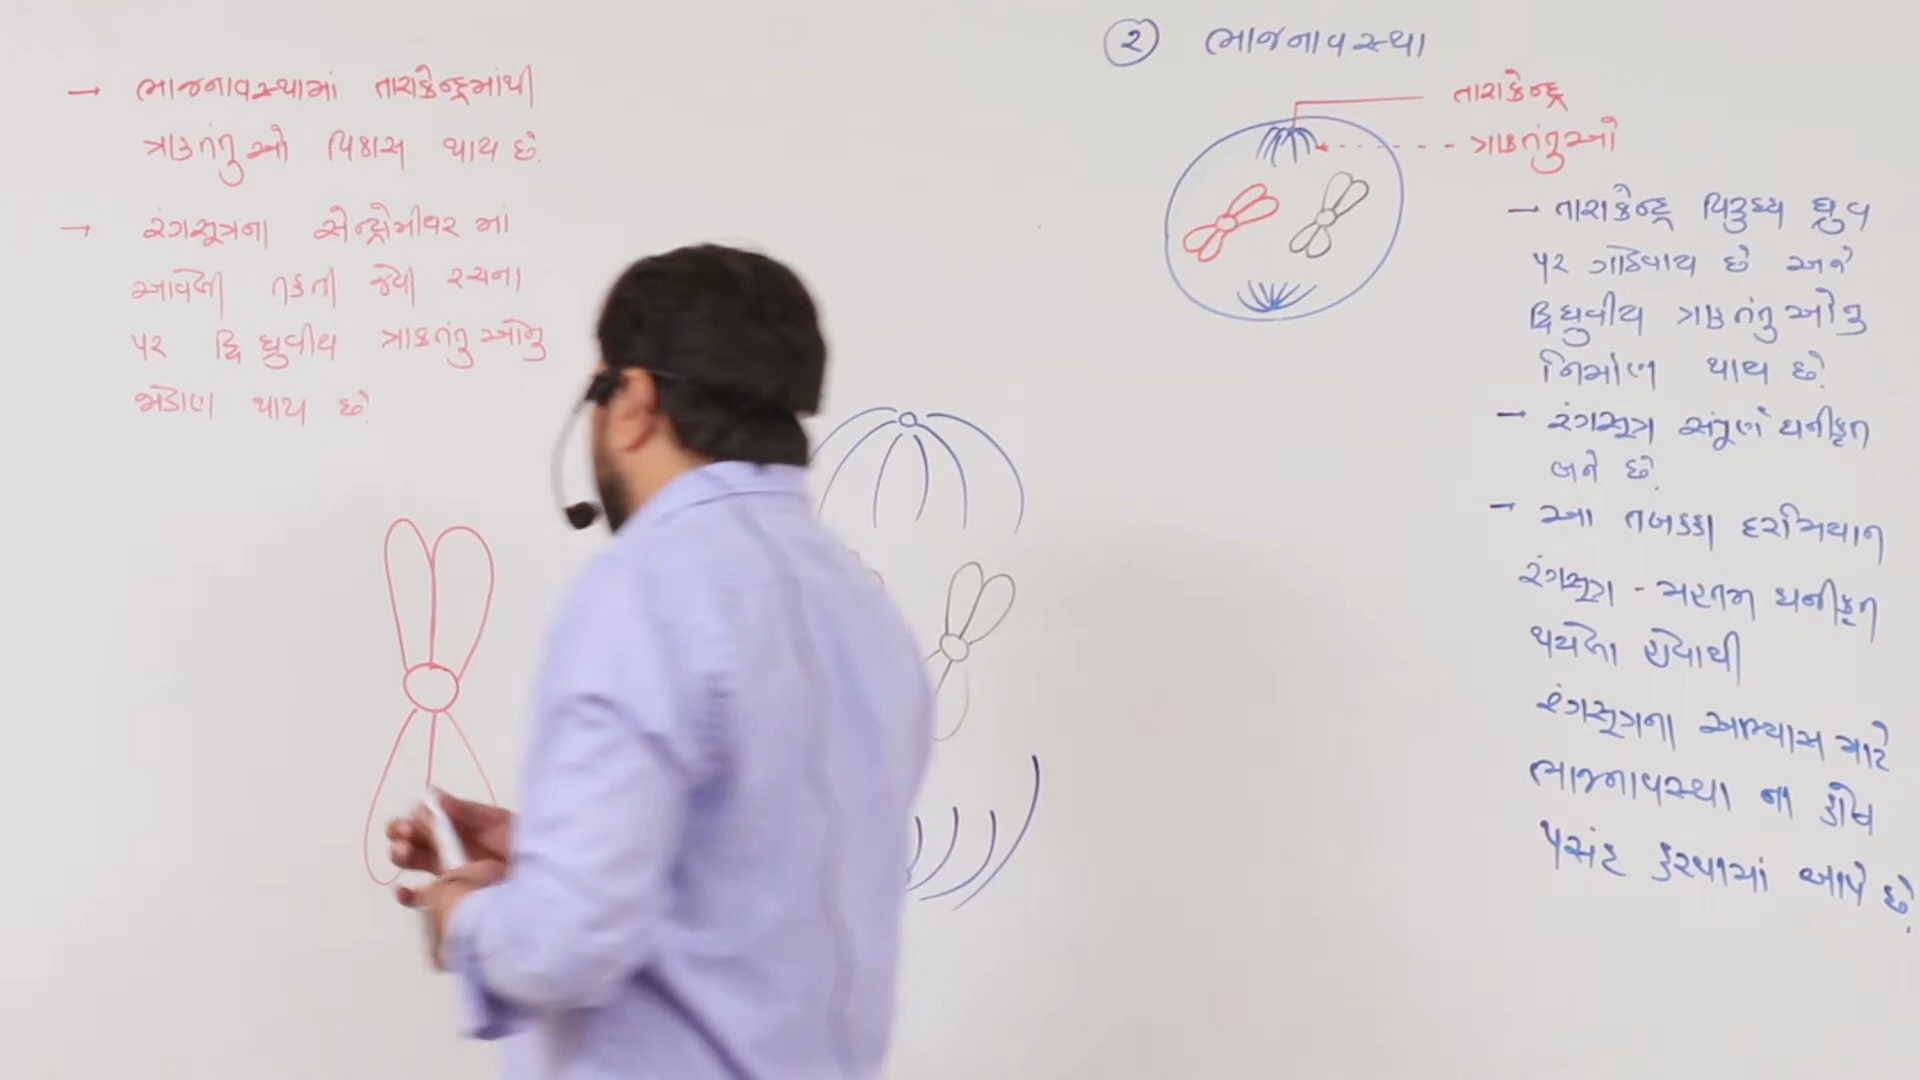 → ભાજનાવસ્થામાં તારાકેન્દ્રમાંથી
ત્રાકતંતુઓ વિકાસ થાય છે.
→ રંગસૂત્રના સેન્ટ્રોમીયર માં
આવેલી તકતી જેવી રચના
પર દ્વિ ધ્રુવીય ત્રાકતંતુઓનુ
જોડાણ થાય છે.
૨ ભાજનાવસ્થા
તારાકેન્દ્ર
ત્રાકતંતુઓ
→ તારાકેન્દ્ર વિરુધ્ધ ધ્રુવ
પર ગોઠવાય છે અને
દ્વિધ્રુવીય ત્રાકતંતુઓનુ
નિર્માણ થાય છે.
→ રંગસૂત્ર સંપૂર્ણ ઘનીકૃત
બને છે.
→ આ તબક્કા દરમિયાન
રંગસૂત્ર - મહતમ ઘનીકૃત
થયેલા હોવાથી
રંગસૂત્રના અભ્યાસ માટે
ભાજનાવસ્થા ના કોષ
પસંદ કરવામાં આવે છે.